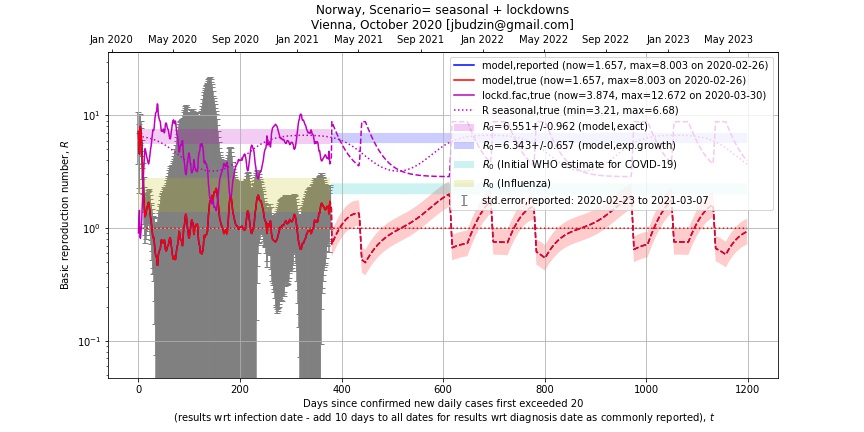 Norway, Scenario= seasonal + lockdowns
Vienna, October 2020 [jbudzin@gmail.com]
Jan 2020 May 2020 Sep 2020 Jan 2021 May 2021 Sep 2021 Jan 2022 May 2022 Sep 2022 Jan 2023 May 2023
model,reported (now=1.657, max=8.003 on 2020-02-26)
model,true (now=1.657, max=8.003 on 2020-02-26)
lockd.fac,true (now=3.874, max=12.672 on 2020-03-30)
R seasonal,true (min=3.21, max=6.68)
R₀=6.551+/-0.962 (model,exact)
R₀=6.343+/-0.657 (model,exp.growth)
R₀ (Initial WHO estimate for COVID-19)
R₀ (Influenza)
std.error,reported: 2020-02-23 to 2021-03-07
Basic reproduction number, R
10¹
10⁰
10⁻¹
0 200 400 600 800 1000 1200
Days since confirmed new daily cases first exceeded 20
(results wrt infection date - add 10 days to all dates for results wrt diagnosis date as commonly reported), t